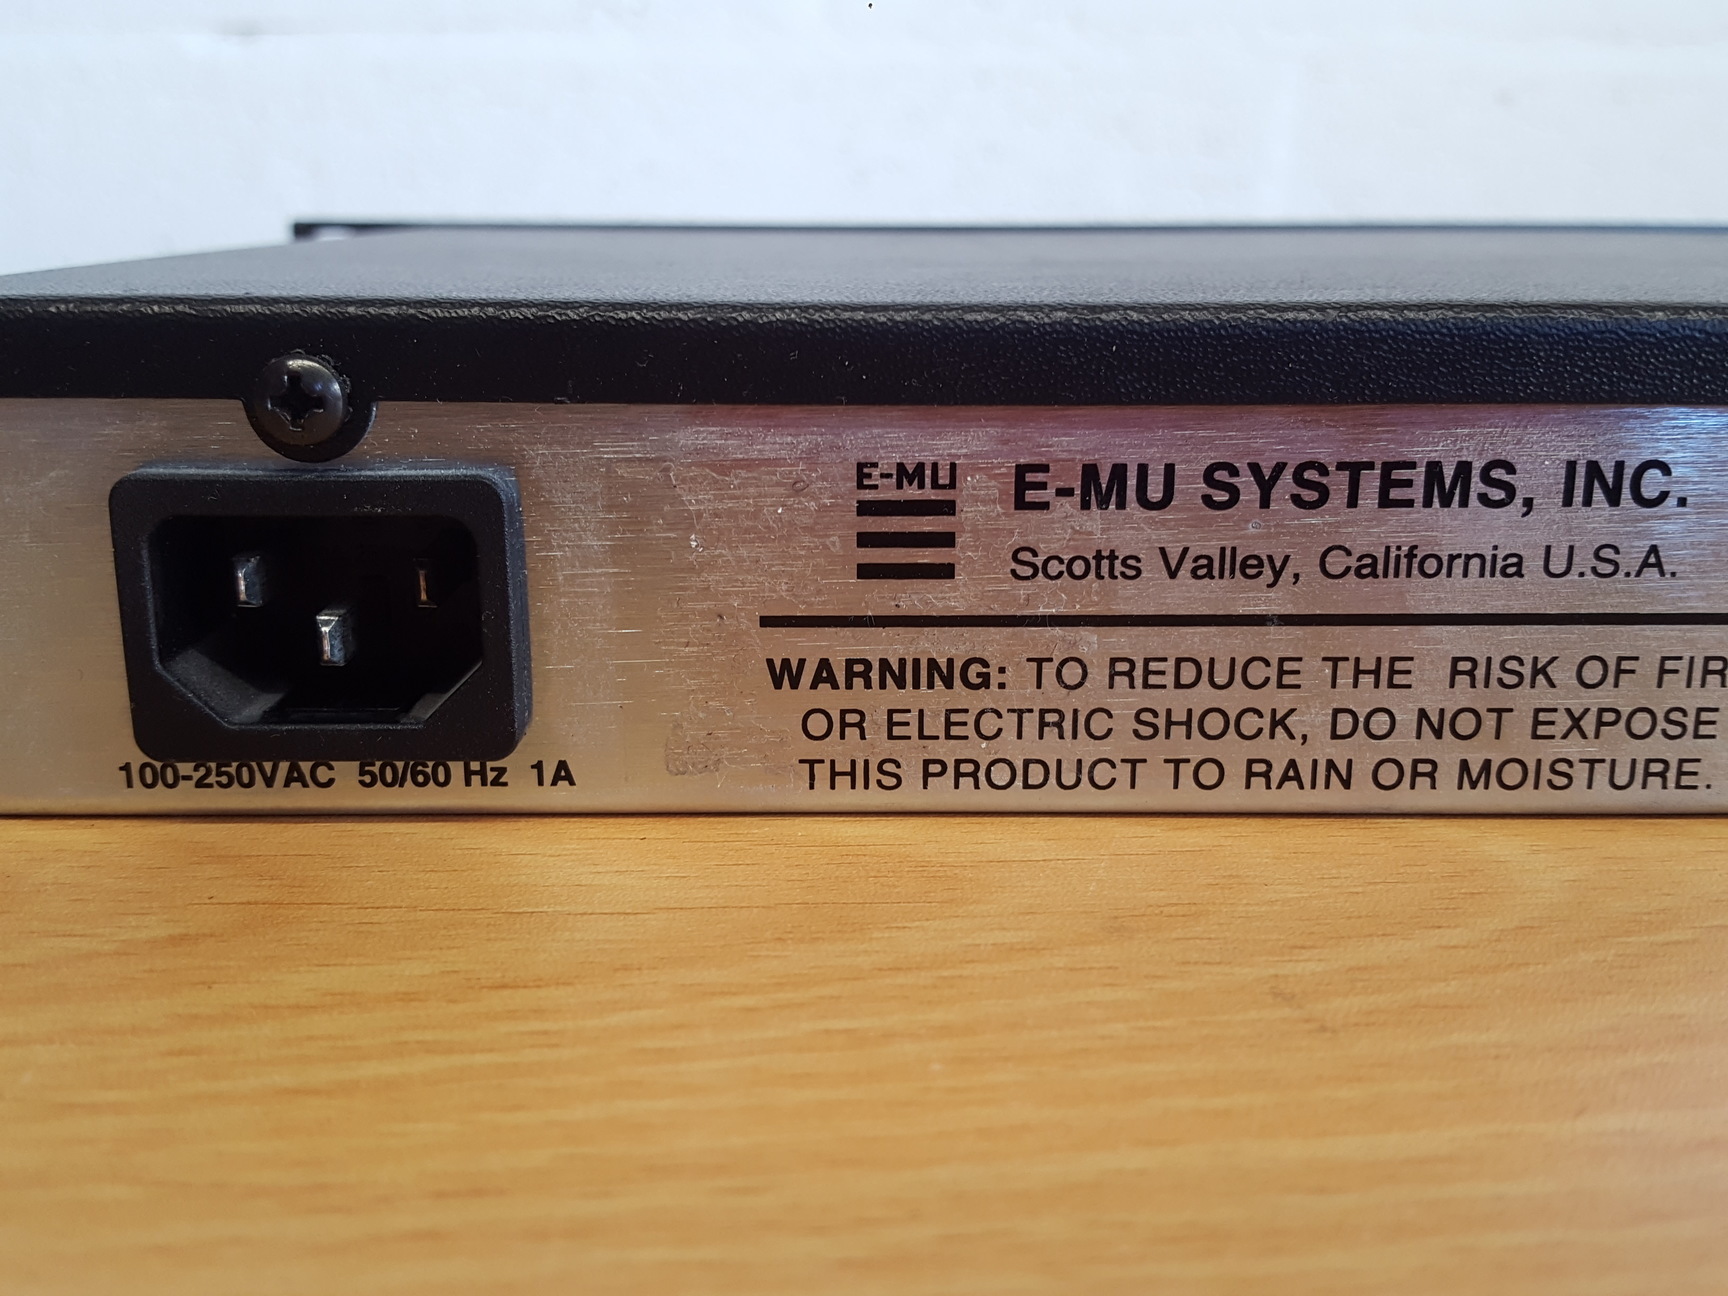 E-MU
E-MU SYSTEMS, INC.
Scotts Valley, California U.S.A.
WARNING: TO REDUCE THE RISK OF FIR
OR ELECTRIC SHOCK, DO NOT EXPOSE
THIS PRODUCT TO RAIN OR MOISTURE.
100-250VAC 50/60 Hz 1A